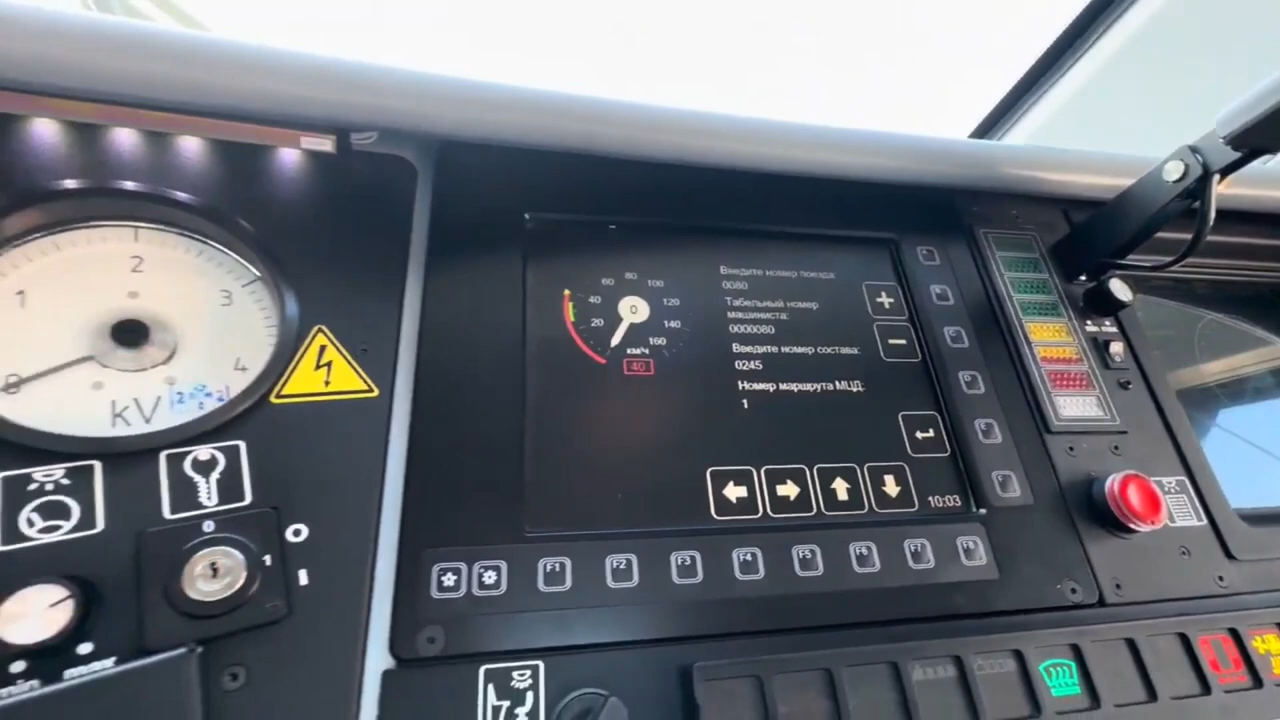 1
2
3
4
0
kV
80
60
100
40
120
20
140
160
0
км/ч
40
Введите номер поезда:
0080
Табельный номер
машиниста:
0000080
Введите номер состава:
0245
Номер маршрута МЦД:
1
10:03
F1
F2
F3
F4
F5
F6
F7
F8
C
D
E
F
0
1
min
max
min max